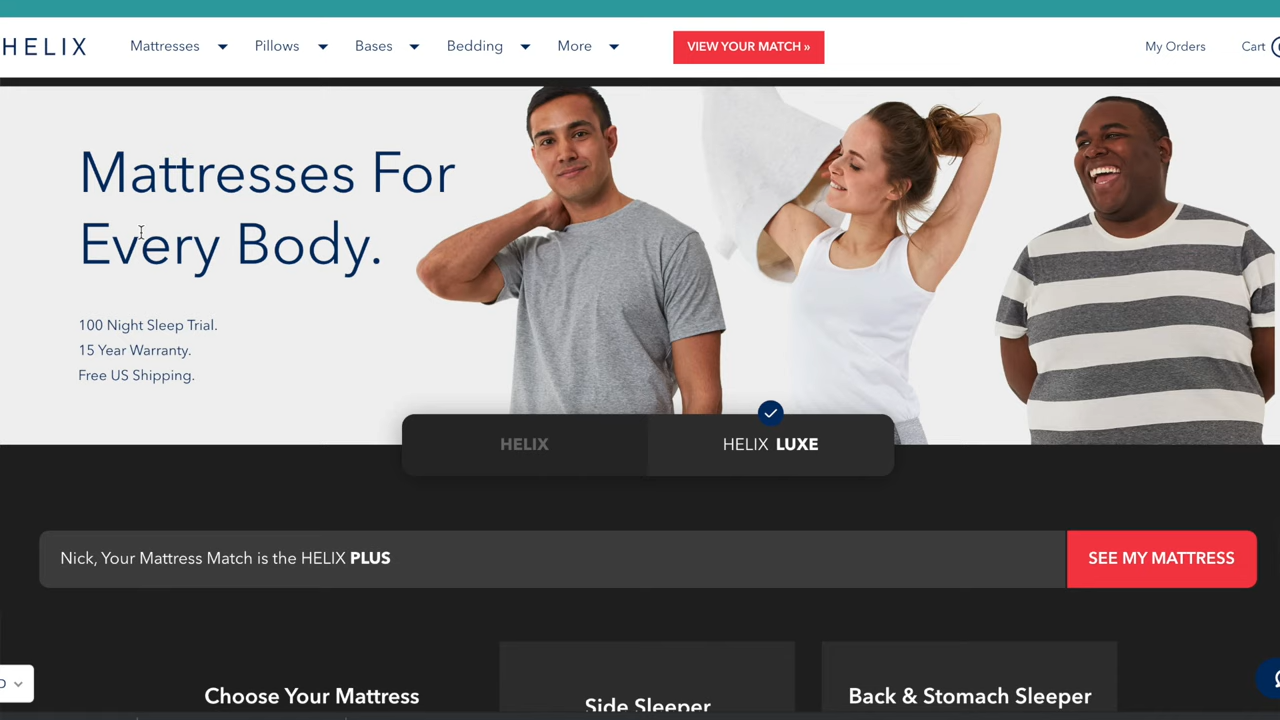 HELIX
Mattresses
Pillows
Bases
Bedding
More
VIEW YOUR MATCH »
My Orders
Cart
Mattresses For
Every Body.
100 Night Sleep Trial.
15 Year Warranty.
Free US Shipping.
HELIX
HELIX LUXE
Nick, Your Mattress Match is the HELIX PLUS
SEE MY MATTRESS
Choose Your Mattress
Side Sleeper
Back & Stomach Sleeper